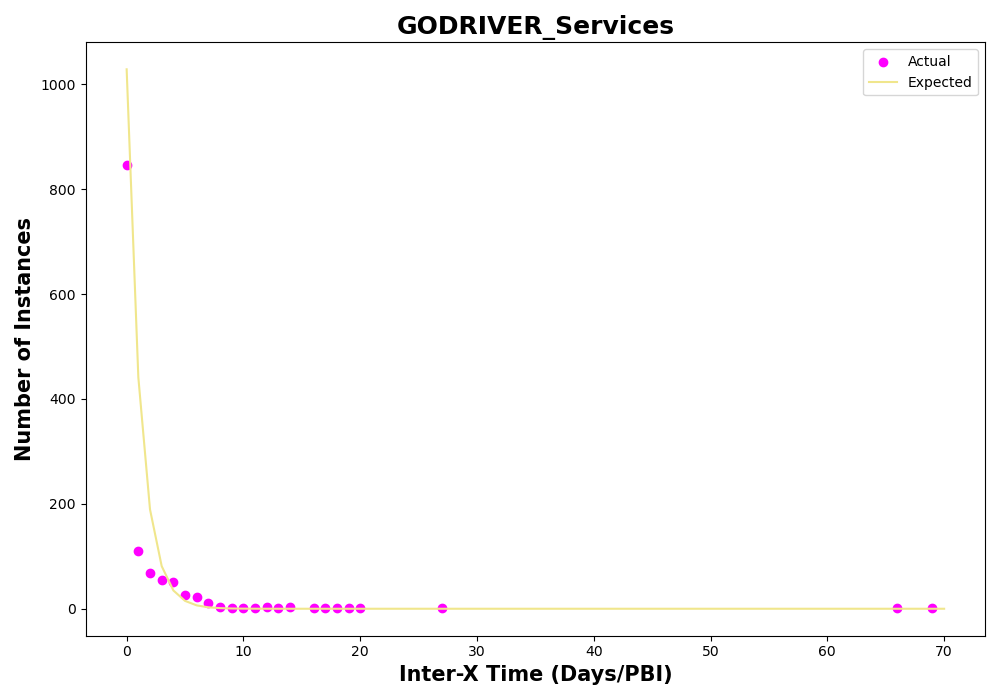 GODRIVER_Services
Actual
Expected
1000
800
600
400
200
0
Number of Instances
0 10 20 30 40 50 60 70
Inter-X Time (Days/PBI)